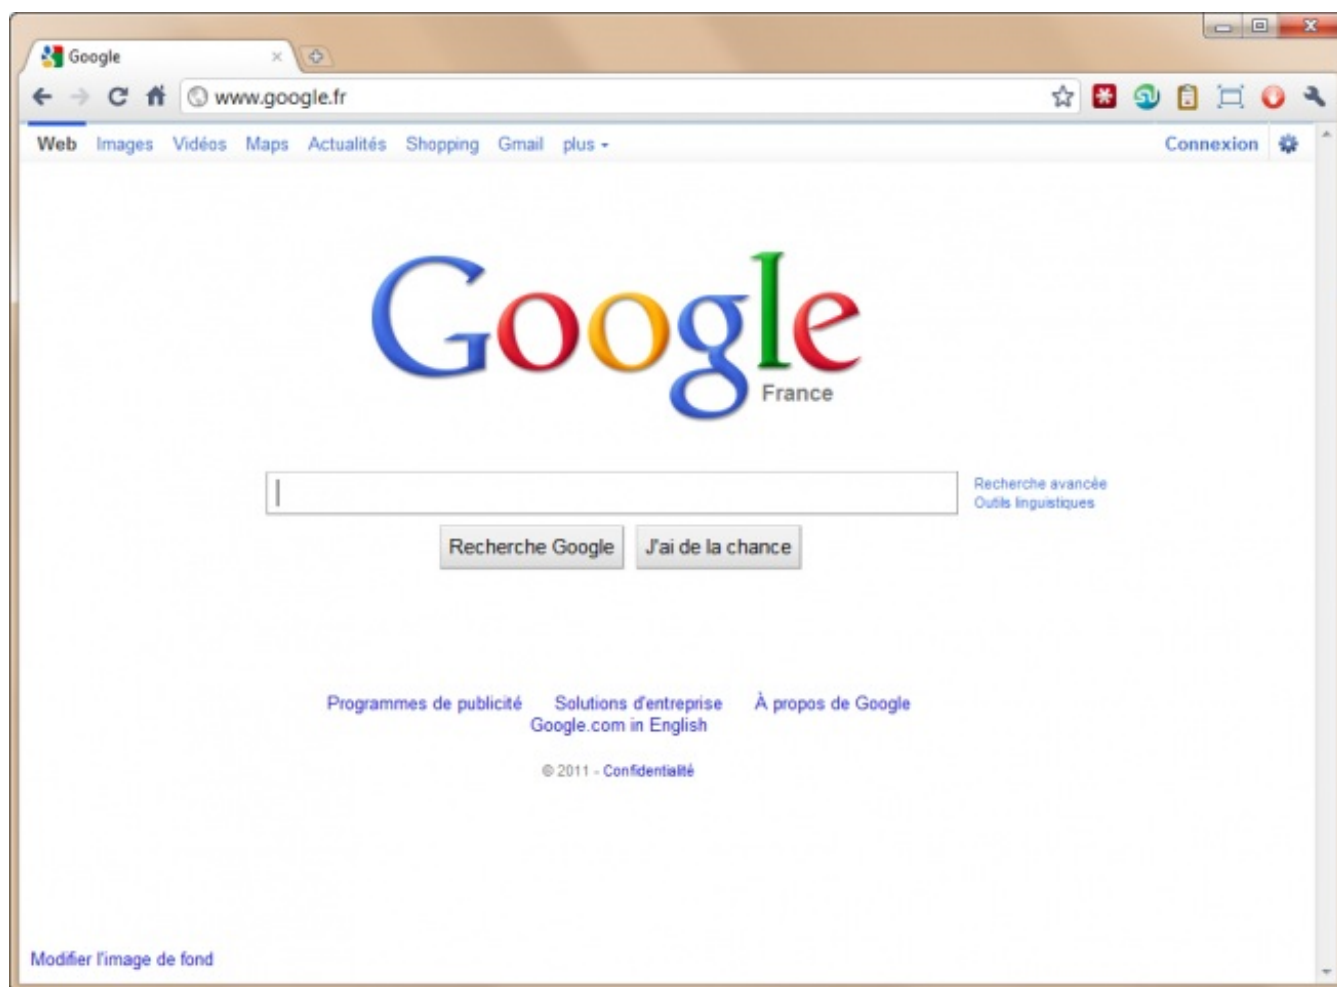 Google
www.google.fr
Web Images Vidéos Maps Actualités Shopping Gmail plus
Connexion
Google
France
Recherche avancée
Outils linguistiques
Recherche Google J'ai de la chance
Programmes de publicité Solutions d'entreprise À propos de Google
Google.com in English
© 2011 - Confidentialité
Modifier l'image de fond